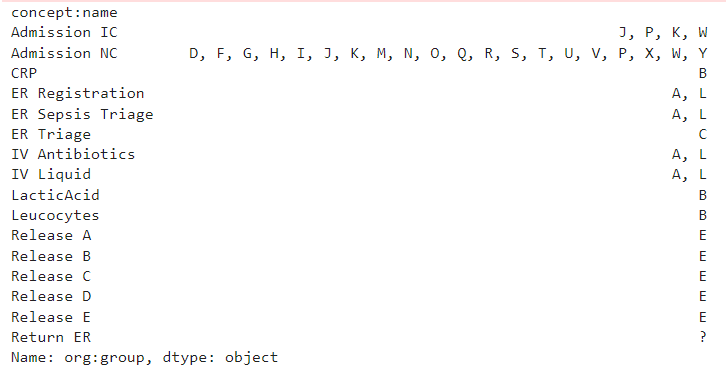 concept:name
Admission IC J, P, K, W
Admission NC D, F, G, H, I, J, K, M, N, O, Q, R, S, T, U, V, P, X, W, Y
CRP B
ER Registration A, L
ER Sepsis Triage A, L
ER Triage C
IV Antibiotics A, L
IV Liquid A, L
LacticAcid B
Leucocytes B
Release A E
Release B E
Release C E
Release D E
Release E E
Return ER ?
Name: org:group, dtype: object